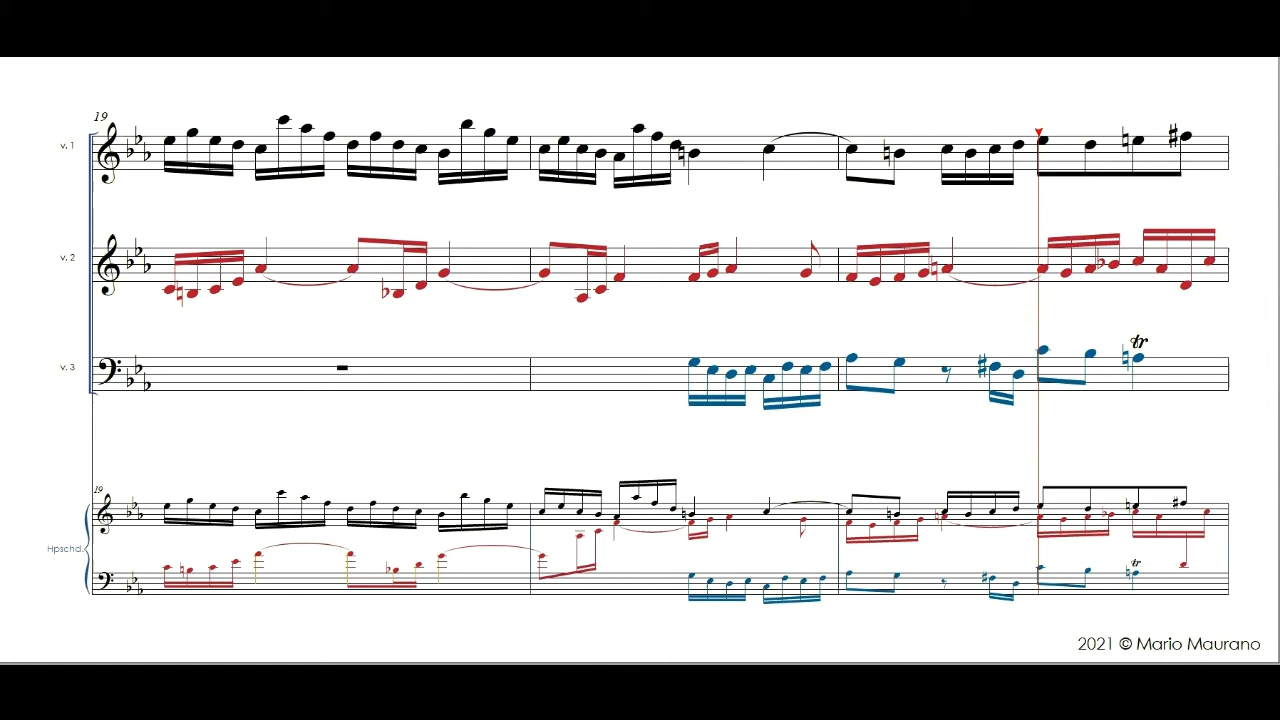 19
v. 1
v. 2
v. 3
tr
19
Hpschd.
tr
2021 © Mario Maurano